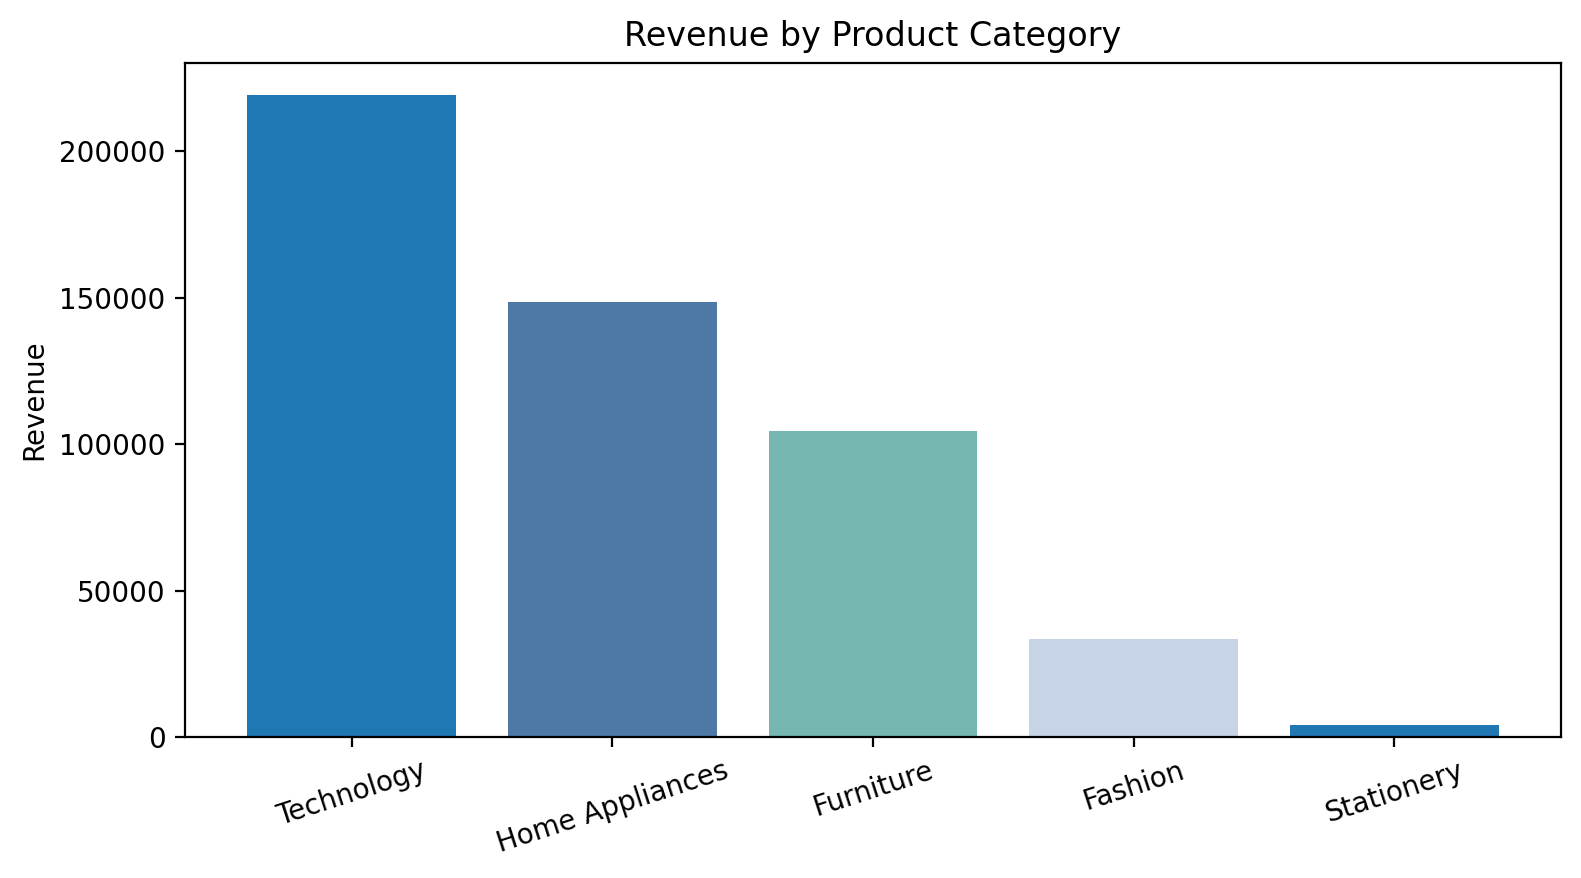 Revenue by Product Category
Revenue
200000
150000
100000
50000
0
Technology
Home Appliances
Furniture
Fashion
Stationery